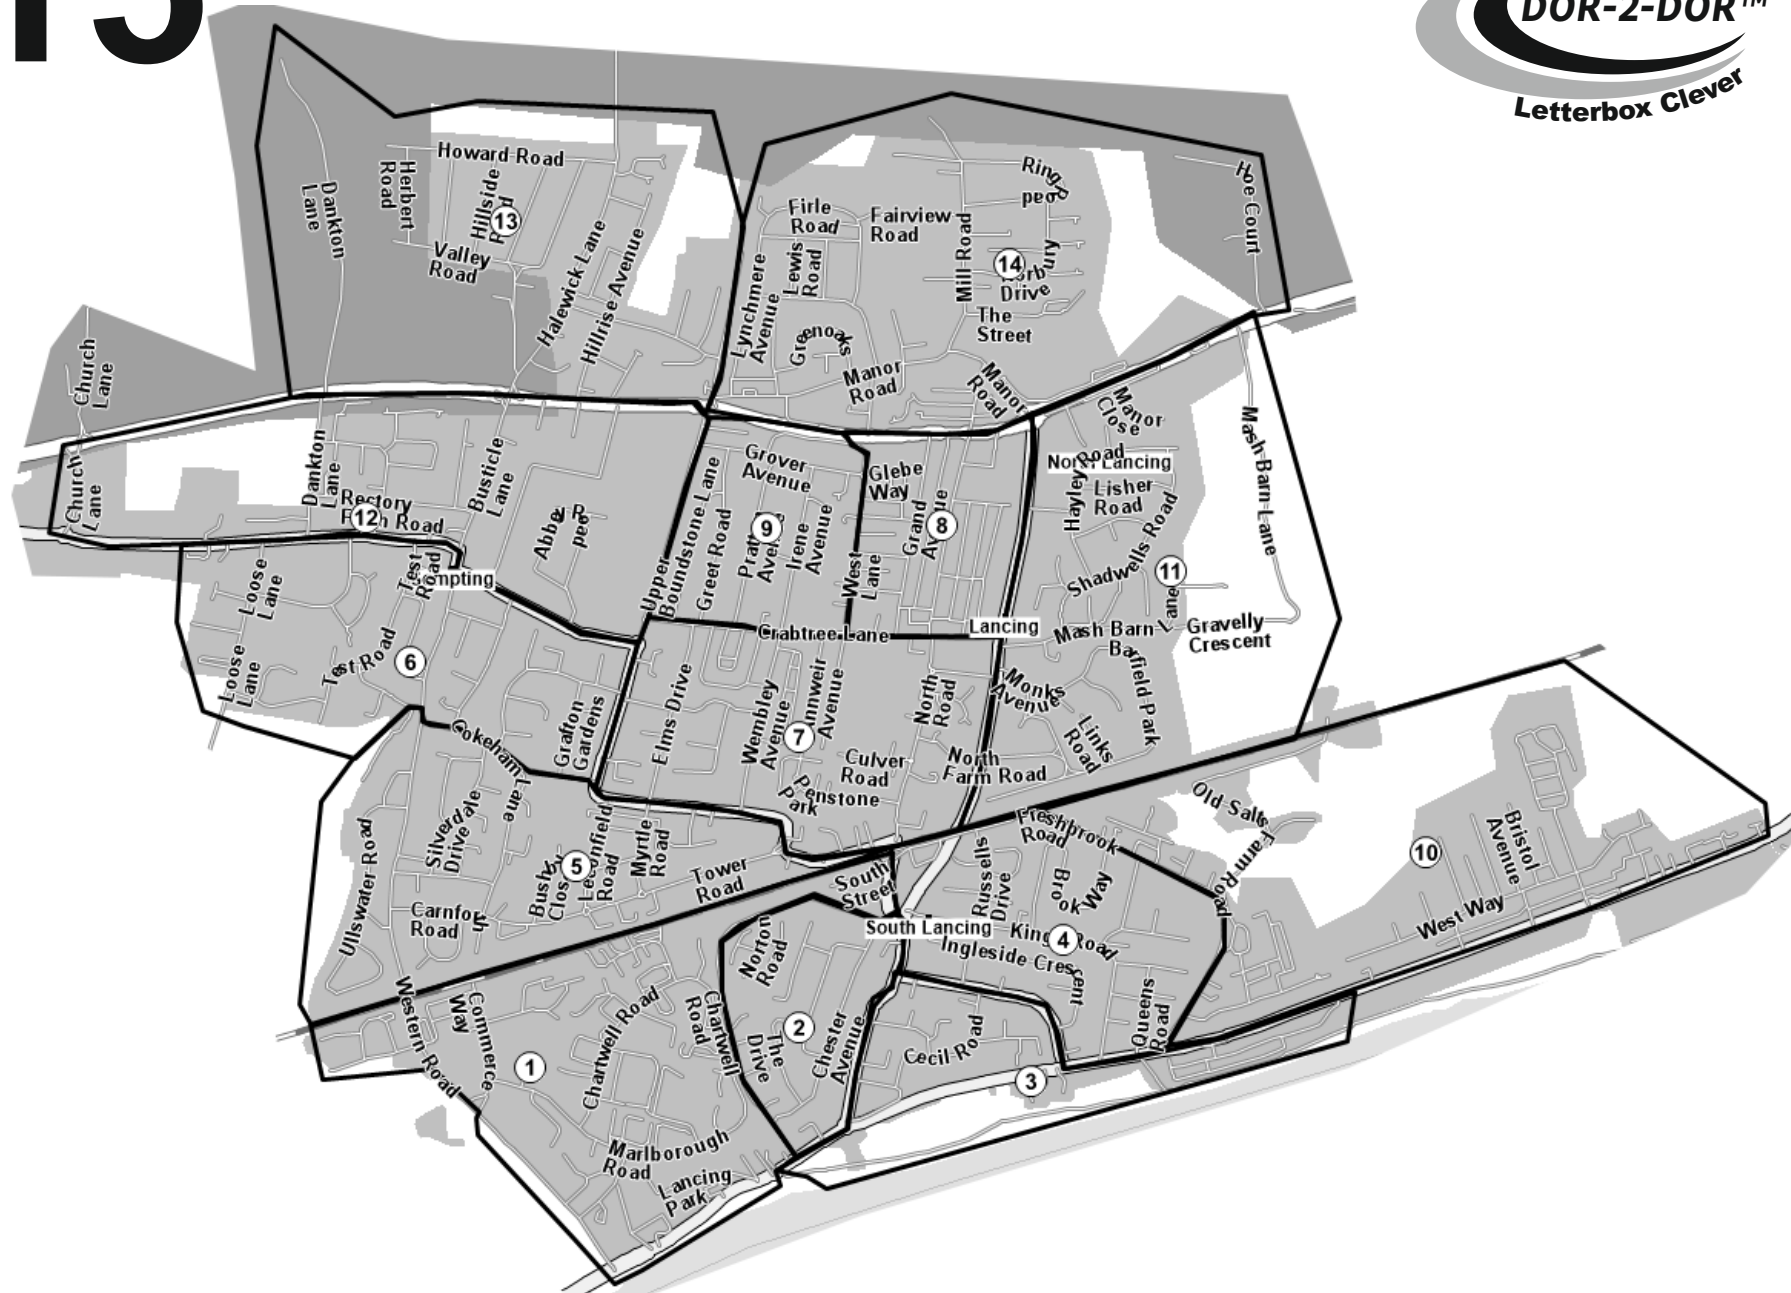 15
DOR-2-DOR™
Letterbox Clever
Howard Road
Herbert
Road
Hillside
Dankton
Lane
13
Valley
Road
Halewick Lane
Hillrise Avenue
Ring Road
Hoe Court
Firle
Road
Fairview
Road
Lewis
Road
Mill Road
14
Drive
The
Street
Lynchmere
Avenue
Greenoaks
Manor
Road
Manor
Road
Church
Lane
Manor
Close
Church
Lane
Dankton
Lane
Rectory
Road
12
Busticle
Lane
Grover
Avenue
Glebe
Way
North Lancing
Hayley Road
Lisher
Road
Mash Barn Lane
Upper
Boundstone Lane
Greet Road
9
Irene
Avenue
West
Lane
Grand
8
Shadwells Road
11
Loose
Lane
Test
Road
Crabtree Lane
Lancing
Mash Barn Lane
Gravelly
Crescent
Barfield Park
Loose
Lane
Test Road
6
Elms Drive
Wembley
Avenue
Avenue
7
North
Road
Monks
Avenue
Links
Road
Grafton
Gardens
Cokeham Lane
Culver
Road
North
Farm Road
Penstone
Park
Old Salts Farm Road
Freshbrook
Road
Ullswater Road
Silverdale
Drive
5
Road
Myrtle
Road
Tower
Road
South
Street
Russells
Drive
Brook
Way
10
Bristol
Avenue
West Way
Road
South Lancing
4
Ingleside Crescent
Norton
Road
Western Road
Commerce
Way
Chartwell Road
Chartwell
Road
2
The
Drive
Chester
Avenue
Cecil Road
Queens
Road
1
3
Marlborough
Road
Lancing
Park